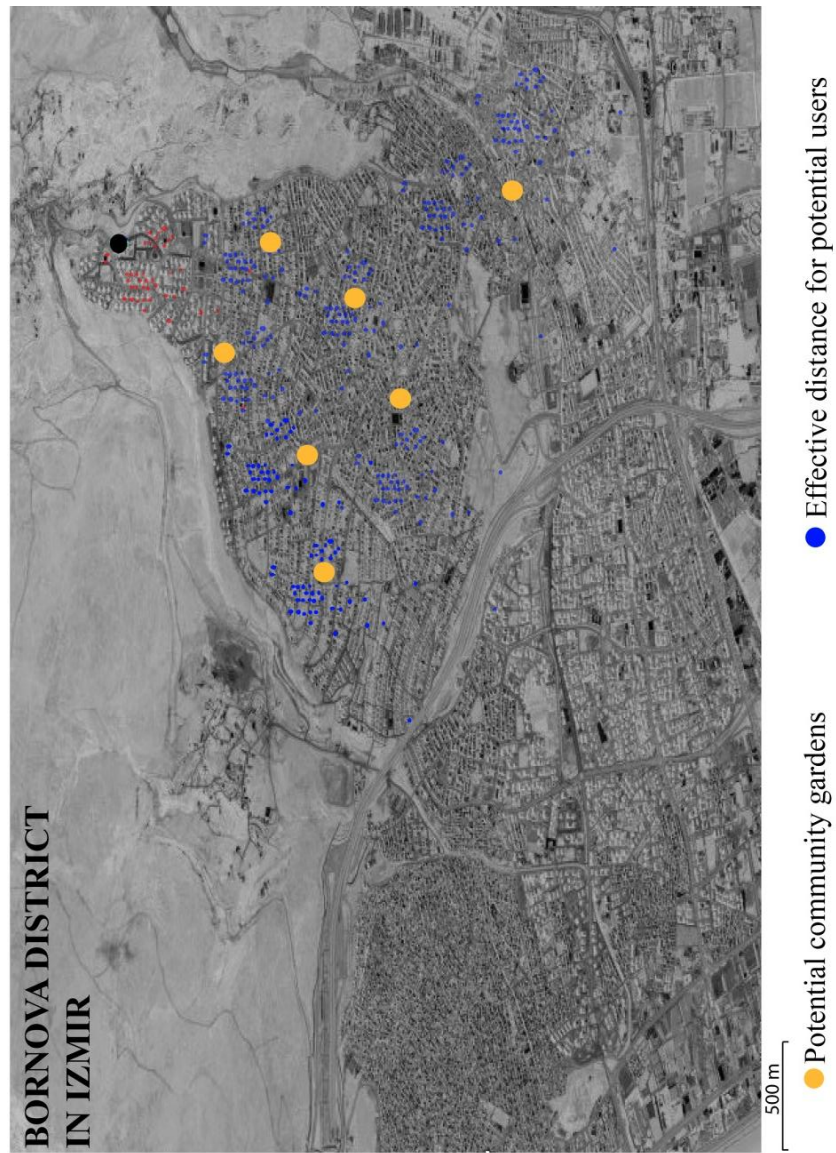 BORNOVA DISTRICT
IN IZMIR
500 m
Potential community gardens
Effective distance for potential users